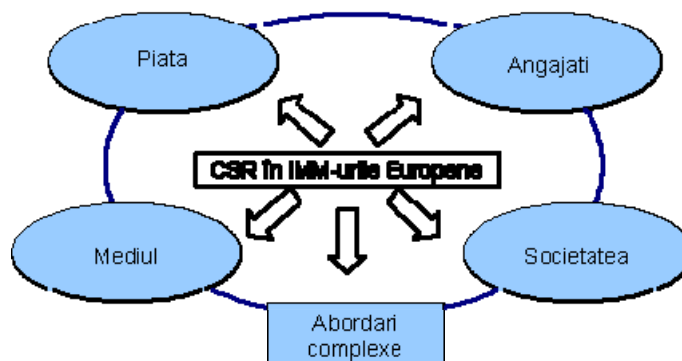 Piata
Angajati
CSR în IMM-urile Europene
Mediul
Societatea
Abordari
complexe